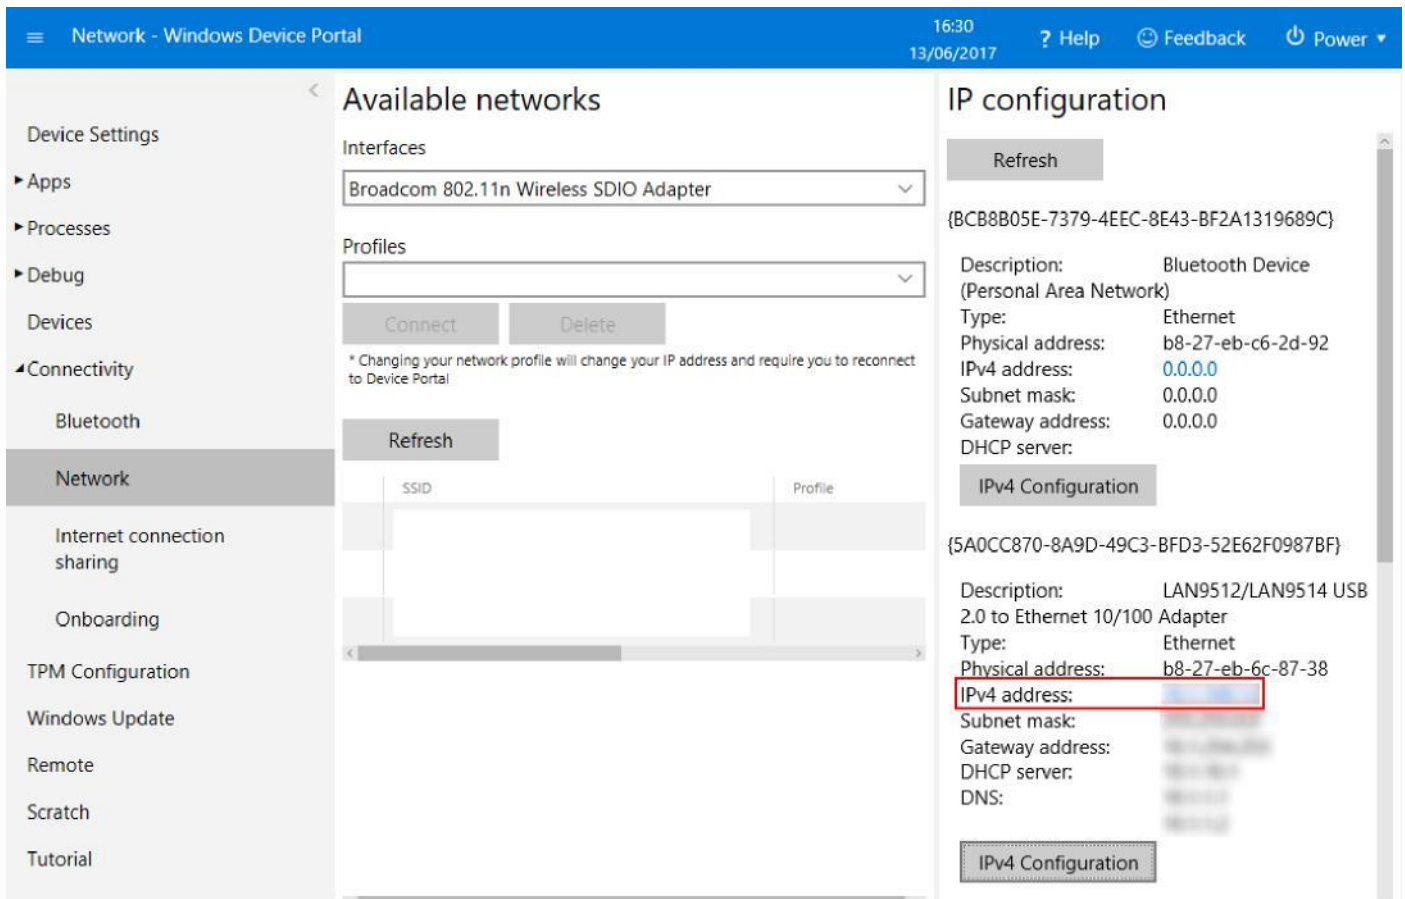 Network - Windows Device Portal
16:30
13/06/2017
? Help
Feedback
Power
Device Settings
Apps
Processes
Debug
Devices
Connectivity
Bluetooth
Network
Internet connection
sharing
Onboarding
TPM Configuration
Windows Update
Remote
Scratch
Tutorial
Available networks
Interfaces
Broadcom 802.11n Wireless SDIO Adapter
Profiles
Connect Delete
* Changing your network profile will change your IP address and require you to reconnect
to Device Portal
Refresh
SSID Profile
IP configuration
Refresh
{BCB8B05E-7379-4EEC-8E43-BF2A1319689C}
Description: Bluetooth Device
(Personal Area Network)
Type: Ethernet
Physical address: b8-27-eb-c6-2d-92
IPv4 address: 0.0.0.0
Subnet mask: 0.0.0.0
Gateway address: 0.0.0.0
DHCP server:
IPv4 Configuration
{5A0CC870-8A9D-49C3-BFD3-52E62F0987BF}
Description: LAN9512/LAN9514 USB
2.0 to Ethernet 10/100 Adapter
Type: Ethernet
Physical address: b8-27-eb-6c-87-38
IPv4 address:
Subnet mask:
Gateway address:
DHCP server:
DNS:
IPv4 Configuration